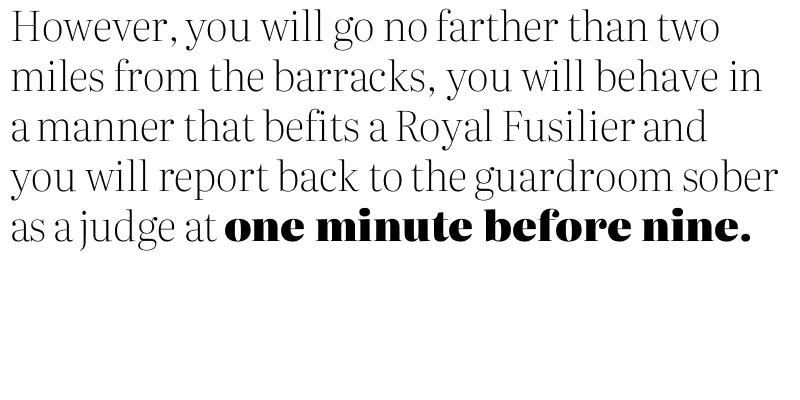 However, you will go no farther than two
miles from the barracks, you will behave in
a manner that befits a Royal Fusilier and
you will report back to the guardroom sober
as a judge at one minute before nine.